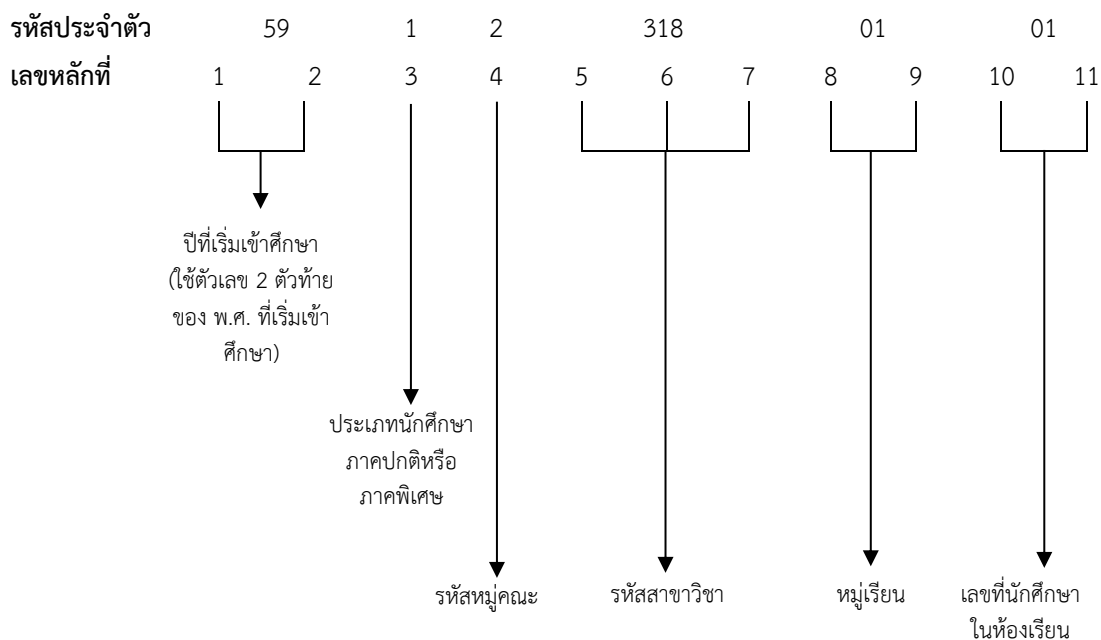 รหัสประจำตัว 59 1 2 318 01 01
เลขหลักที่ 1 2 3 4 5 6 7 8 9 10 11
ปีที่เริ่มเข้าศึกษา
(ใช้ตัวเลข 2 ตัวท้าย
ของ พ.ศ. ที่เริ่มเข้า
ศึกษา)
ประเภทนักศึกษา
ภาคปกติหรือ
ภาคพิเศษ
รหัสหมู่คณะ
รหัสสาขาวิชา
หมู่เรียน
เลขที่นักศึกษา
ในห้องเรียน